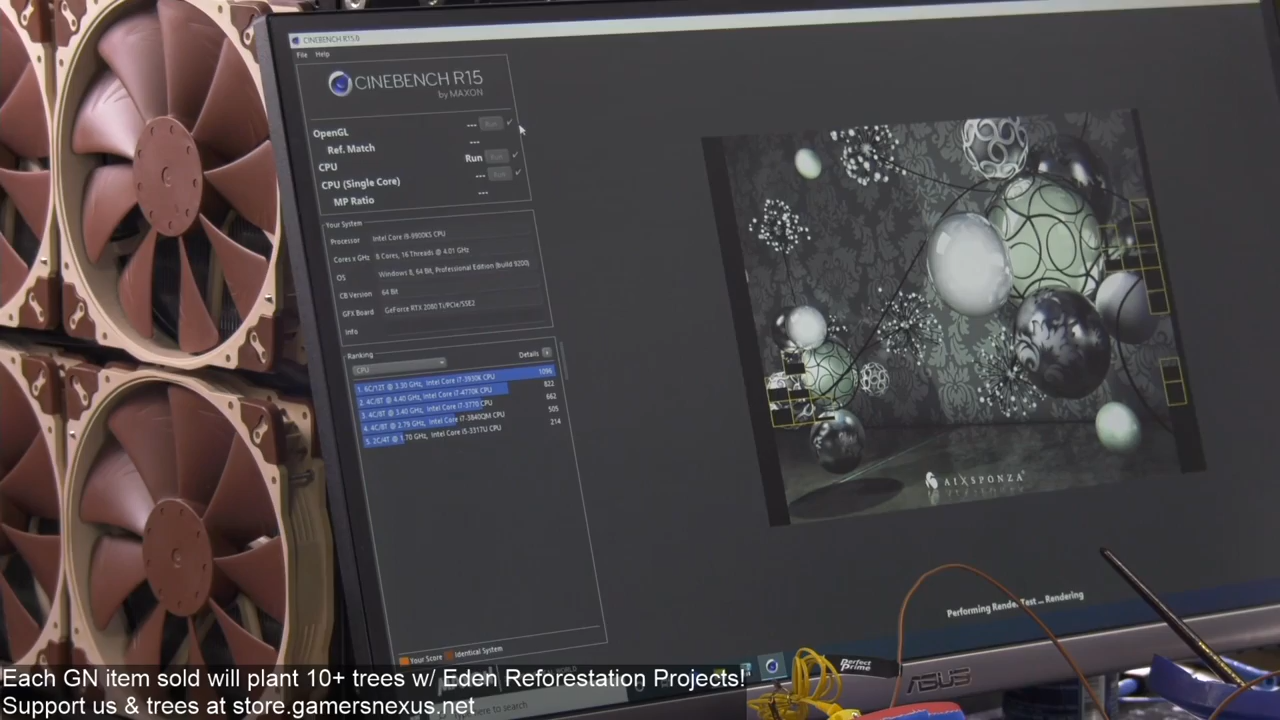 CINEBENCH R15.0
File Help
CINEBENCH R15
by MAXON
OpenGL --- Run
Ref. Match ---
CPU Run Run
CPU (Single Core) --- Run
MP Ratio ---
Your System
Processor Intel Core i9-9900KS CPU
Cores x GHz 8 Cores, 16 Threads @ 4.01 GHz
OS Windows 8, 64 Bit, Professional Edition (build 9200)
CB Version 64 Bit
GFX Board GeForce RTX 2080 Ti/PCIe/SSE2
Info
Ranking
CPU Details
1. 6C/12T @ 3.30 GHz, Intel Core i7-3930K CPU 1096
2. 4C/8T @ 4.40 GHz, Intel Core i7-4770K CPU 822
3. 4C/8T @ 3.40 GHz, Intel Core i7-3770 CPU 662
4. 4C/8T @ 2.79 GHz, Intel Core i7-3840QM CPU 505
5. 2C/4T @ 1.70 GHz, Intel Core i5-3317U CPU 214
AIXSPONZA
Performing Render Test ... Rendering
Your Score Identical System
Perfect
Prime
ASUS
here to search
Each GN item sold will plant 10+ trees w/ Eden Reforestation Projects!
Support us & trees at store.gamersnexus.net